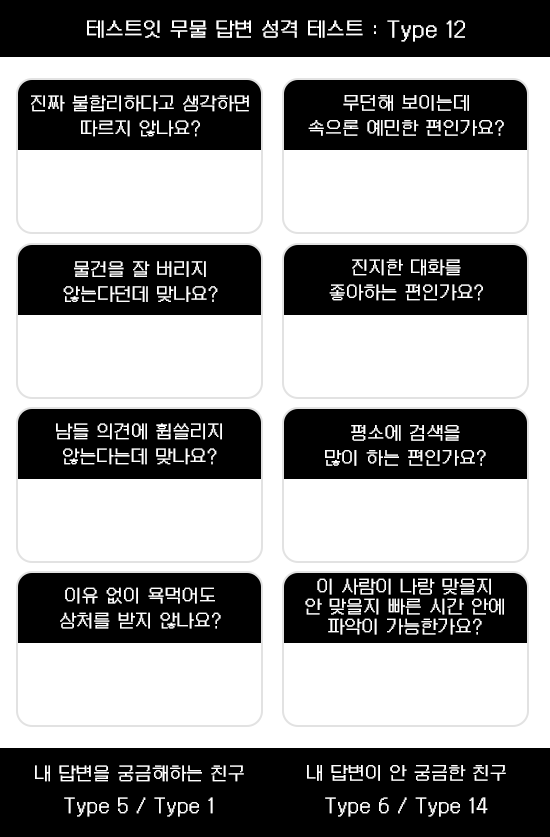 테스트잇 무물 답변 성격 테스트 : Type 12
진짜 불합리하다고 생각하면
따르지 않나요?
무던해 보이는데
속으론 예민한 편인가요?
물건을 잘 버리지
않는다던데 맞나요?
진지한 대화를
좋아하는 편인가요?
남들 의견에 휩쓸리지
않는다는데 맞나요?
평소에 검색을
많이 하는 편인가요?
이유 없이 욕먹어도
상처를 받지 않나요?
이 사람이 나랑 맞을지
안 맞을지 빠른 시간 안에
파악이 가능한가요?
내 답변을 궁금해하는 친구
Type 5 / Type 1
내 답변이 안 궁금한 친구
Type 6 / Type 14